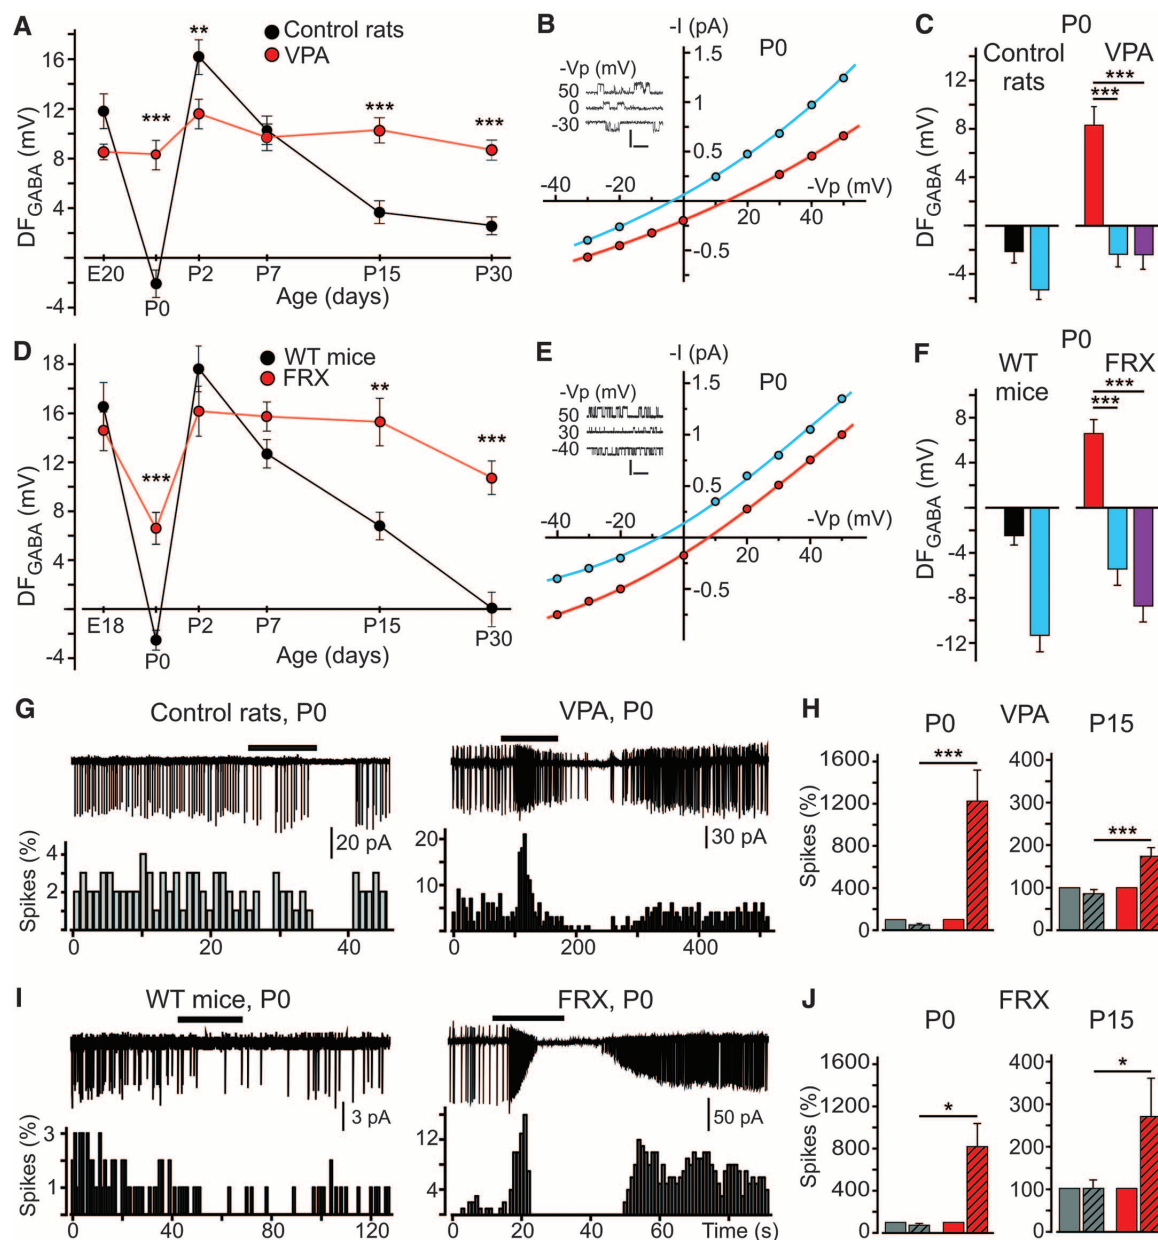 A
Control rats
VPA
DF_GABA (mV)
16
12
8
4
-4
**
***
***
***
E20
P0
P2
P7
P15
P30
Age (days)
B
-I (pA)
P0
1.5
1
0.5
-0.5
-Vp (mV)
50
0
-30
-40
-20
20
40
-Vp (mV)
C
P0
Control rats
VPA
***
***
DF_GABA (mV)
12
8
4
-4
D
WT mice
FRX
DF_GABA (mV)
18
16
12
8
4
-4
***
**
***
E18
P0
P2
P7
P15
P30
Age (days)
E
-I (pA)
P0
1.5
1
0.5
-0.5
-Vp (mV)
50
30
-40
-40
-20
20
40
-Vp (mV)
F
P0
WT mice
FRX
***
***
DF_GABA (mV)
8
4
-4
-8
-12
G
Control rats, P0
VPA, P0
20 pA
30 pA
Spikes (%)
4
2
0
20
40
20
10
0
200
400
H
VPA
P0
P15
Spikes (%)
1600
1200
800
400
0
***
400
300
200
100
0
***
I
WT mice, P0
FRX, P0
3 pA
50 pA
Spikes (%)
3
1
0
40
80
120
12
4
0
20
40
60
Time (s)
J
FRX
P0
P15
Spikes (%)
1600
1200
800
400
0
*
400
300
200
100
0
*